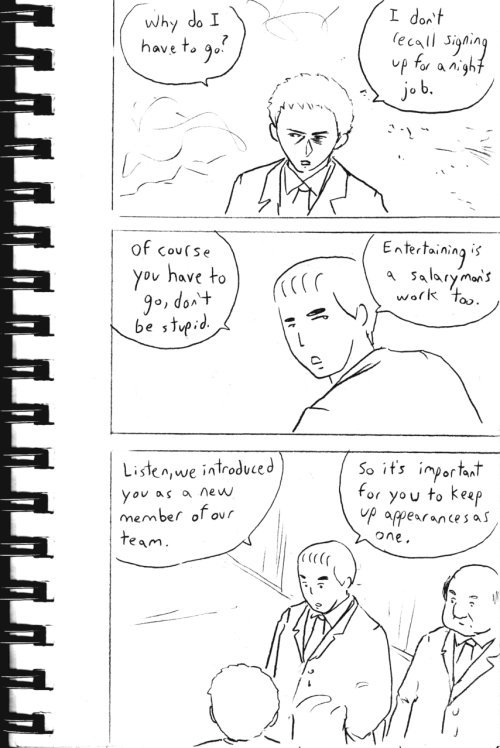 Why do I
have to go?
I don't
recall signing
up for a night
job.
Of course
you have to
go, don't
be stupid.
Entertaining is
a salaryman's
work too.
Listen, we introduced
you as a new
member of our
team.
So it's important
for you to keep
up appearances as
one.